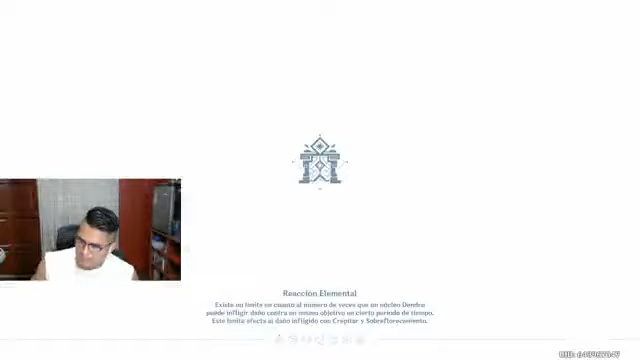 Reacción Elemental
Existe un límite en cuanto al número de veces que un núcleo Dendro
puede infligir daño contra un mismo objetivo en cierto periodo de tiempo.
Este límite afecta al daño infligido con Crepitar y Sobreflorecimiento.